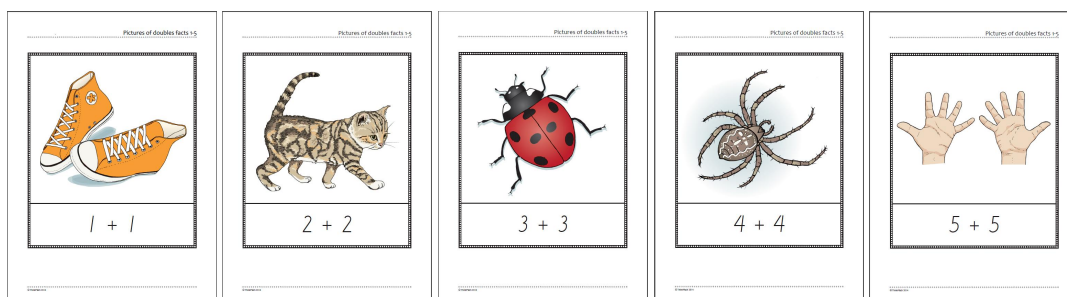 Pictures of doubles facts 1-5
1 + 1
Pictures of doubles facts 1-5
2 + 2
Pictures of doubles facts 1-5
3 + 3
Pictures of doubles facts 1-5
4 + 4
Pictures of doubles facts 1-5
5 + 5